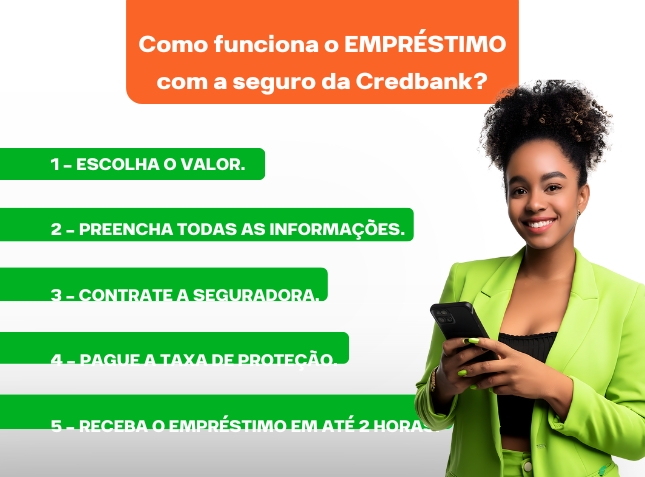 Como funciona o EMPRÉSTIMO
com a seguro da Credbank?
1 – ESCOLHA O VALOR.
2 – PREENCHA TODAS AS INFORMAÇÕES.
3 – CONTRATE A SEGURADORA.
4 – PAGUE A TAXA DE PROTEÇÃO.
5 – RECEBA O EMPRÉSTIMO EM ATÉ 2 HORAS.